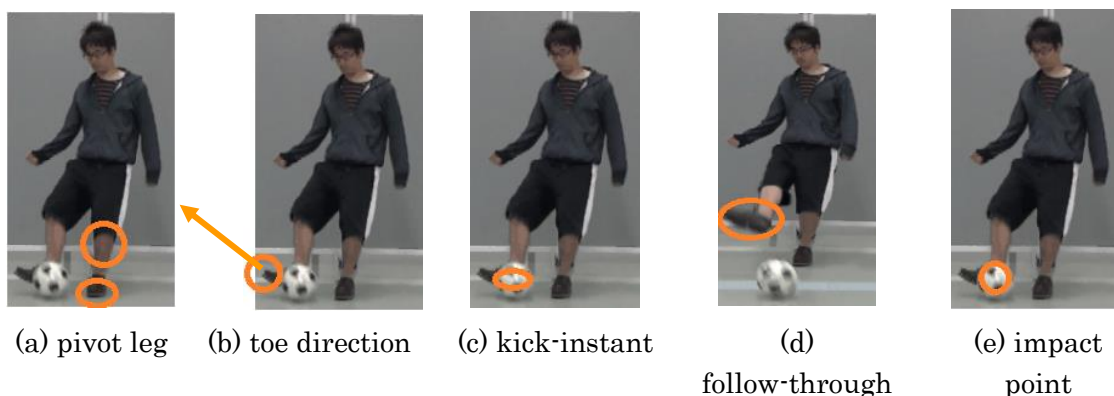 (a) pivot leg
(b) toe direction
(c) kick-instant
(d)
follow-through
(e) impact
point